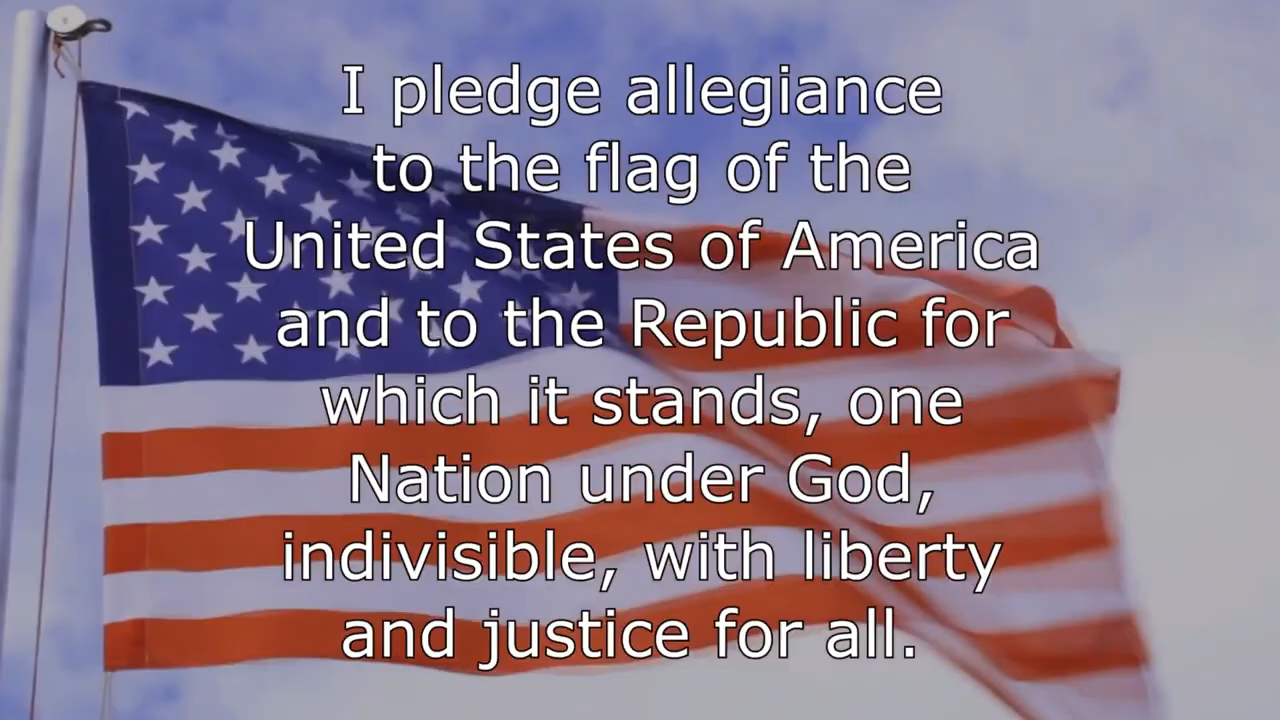 I pledge allegiance
to the flag of the
United States of America
and to the Republic for
which it stands, one
Nation under God,
indivisible, with liberty
and justice for all.